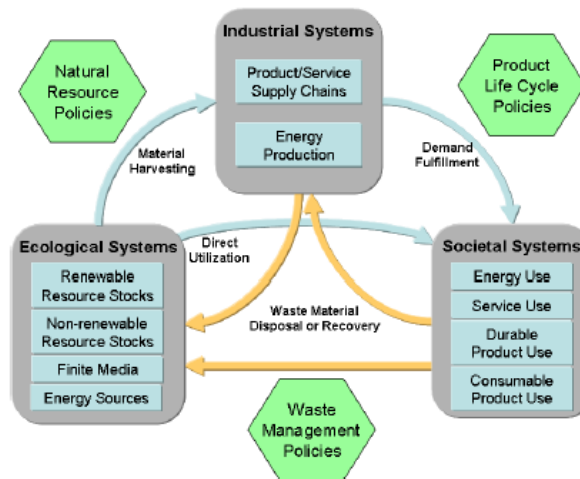 Industrial Systems
Product/Service
Supply Chains
Energy
Production
Natural
Resource
Policies
Product
Life Cycle
Policies
Material
Harvesting
Demand
Fulfillment
Ecological Systems
Renewable
Resource Stocks
Non-renewable
Resource Stocks
Finite Media
Energy Sources
Direct
Utilization
Waste Material
Disposal or Recovery
Societal Systems
Energy Use
Service Use
Durable
Product Use
Consumable
Product Use
Waste
Management
Policies